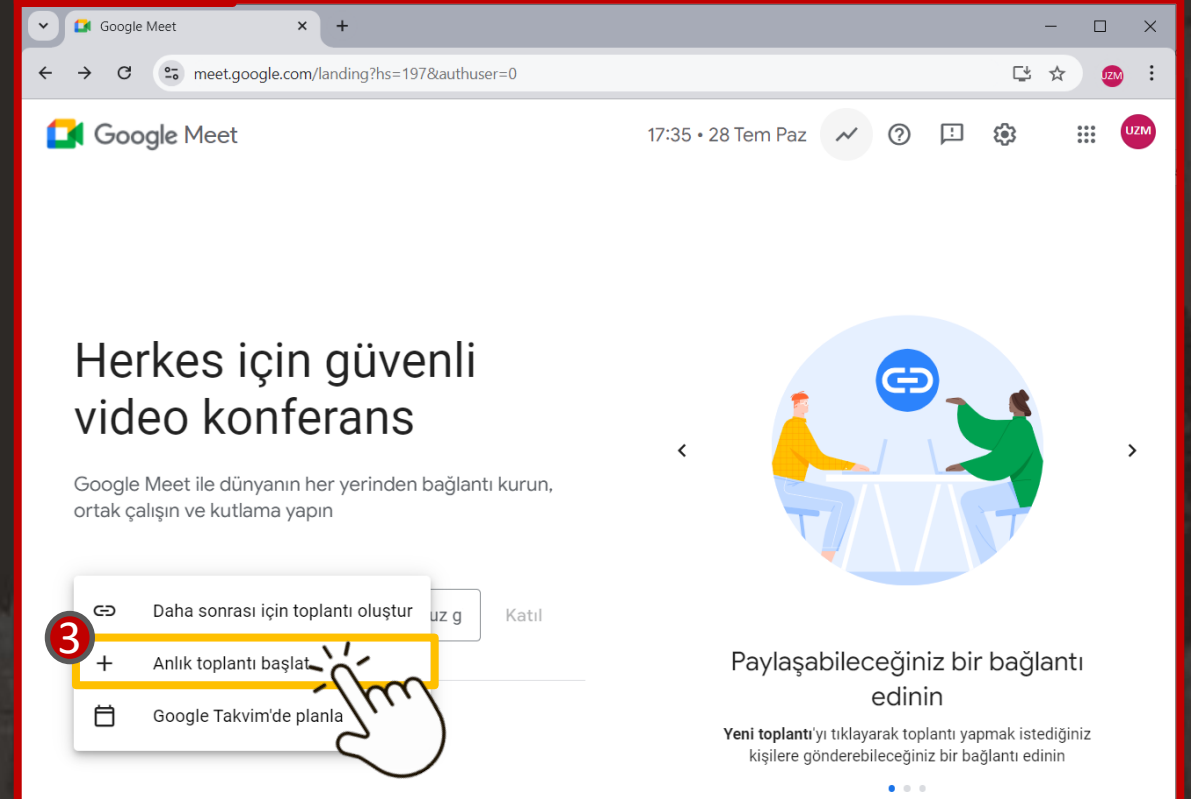 Google Meet
meet.google.com/landing?hs=197&authuser=0
UZM
Google Meet
17:35 • 28 Tem Paz
UZM
Herkes için güvenli
video konferans
Google Meet ile dünyanın her yerinden bağlantı kurun,
ortak çalışın ve kutlama yapın
Daha sonrası için toplantı oluştur
uz g
Katıl
3
Anlık toplantı başlat
Google Takvim'de planla
Paylaşabileceğiniz bir bağlantı
edinin
Yeni toplantı'yı tıklayarak toplantı yapmak istediğiniz
kişilere gönderebileceğiniz bir bağlantı edinin